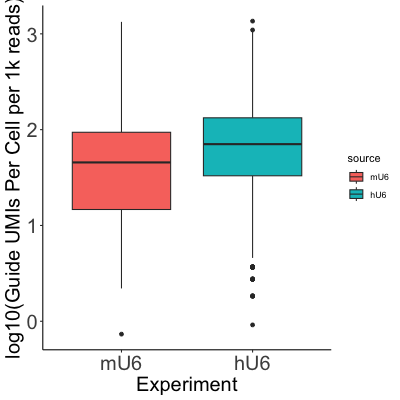 log10(Guide UMIs Per Cell per 1k reads)
3
2
1
0
mU6 hU6
Experiment
source
mU6
hU6